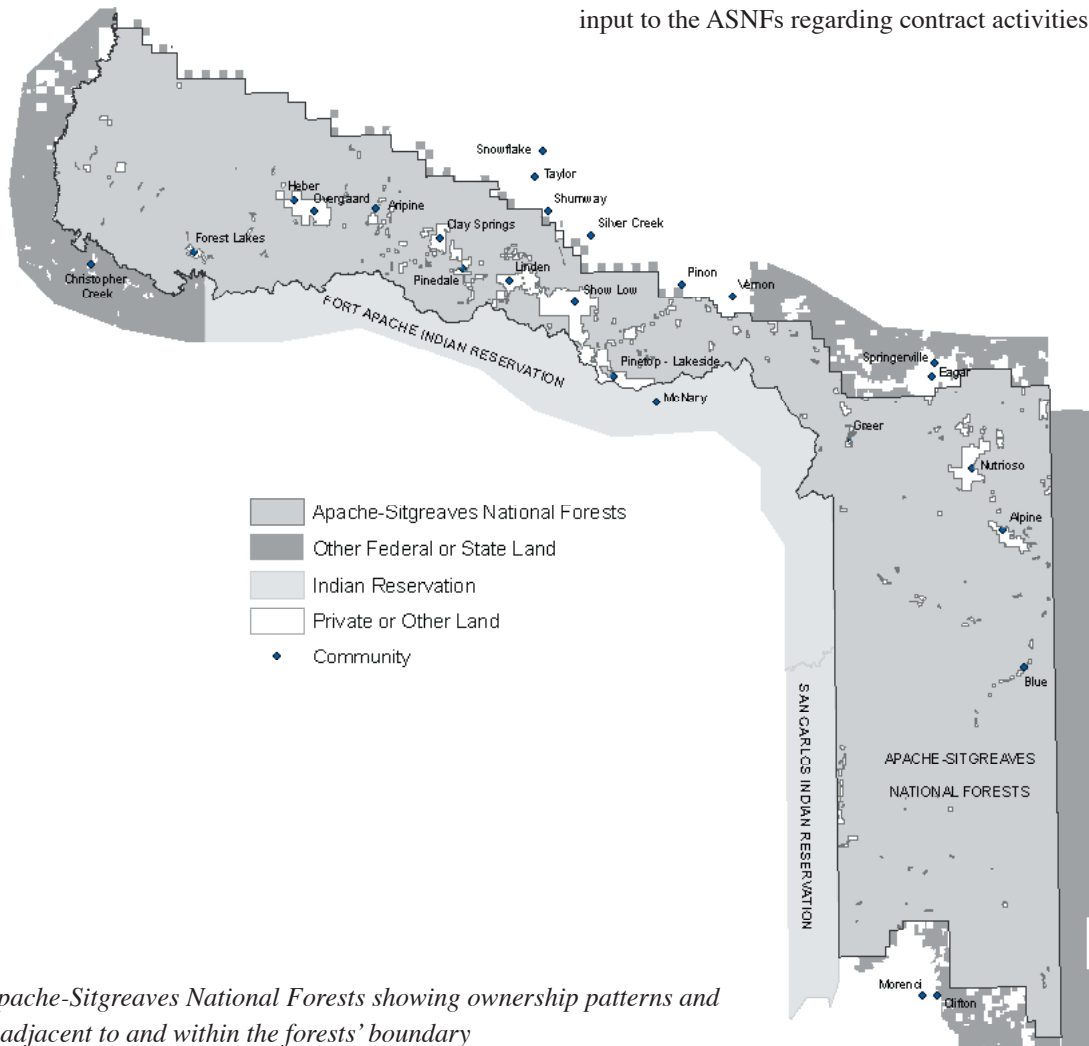 input to the ASNFs regarding contract activities
Snowflake
Taylor
Shumway
Silver Creek
Heber
Overgaard
Aripine
Clay Springs
Forest Lakes
Christopher
Creek
Pinedale
Linden
Show Low
Pinon
Vernon
FORT APACHE INDIAN RESERVATION
Pinetop - Lakeside
McNary
Springerville
Eagar
Greer
Nutrioso
Alpine
Apache-Sitgreaves National Forests
Other Federal or State Land
Indian Reservation
Private or Other Land
Community
Blue
SAN CARLOS INDIAN RESERVATION
APACHE-SITGREAVES
NATIONAL FORESTS
Morenci
Clifton
pache-Sitgreaves National Forests showing ownership patterns and
adjacent to and within the forests' boundary